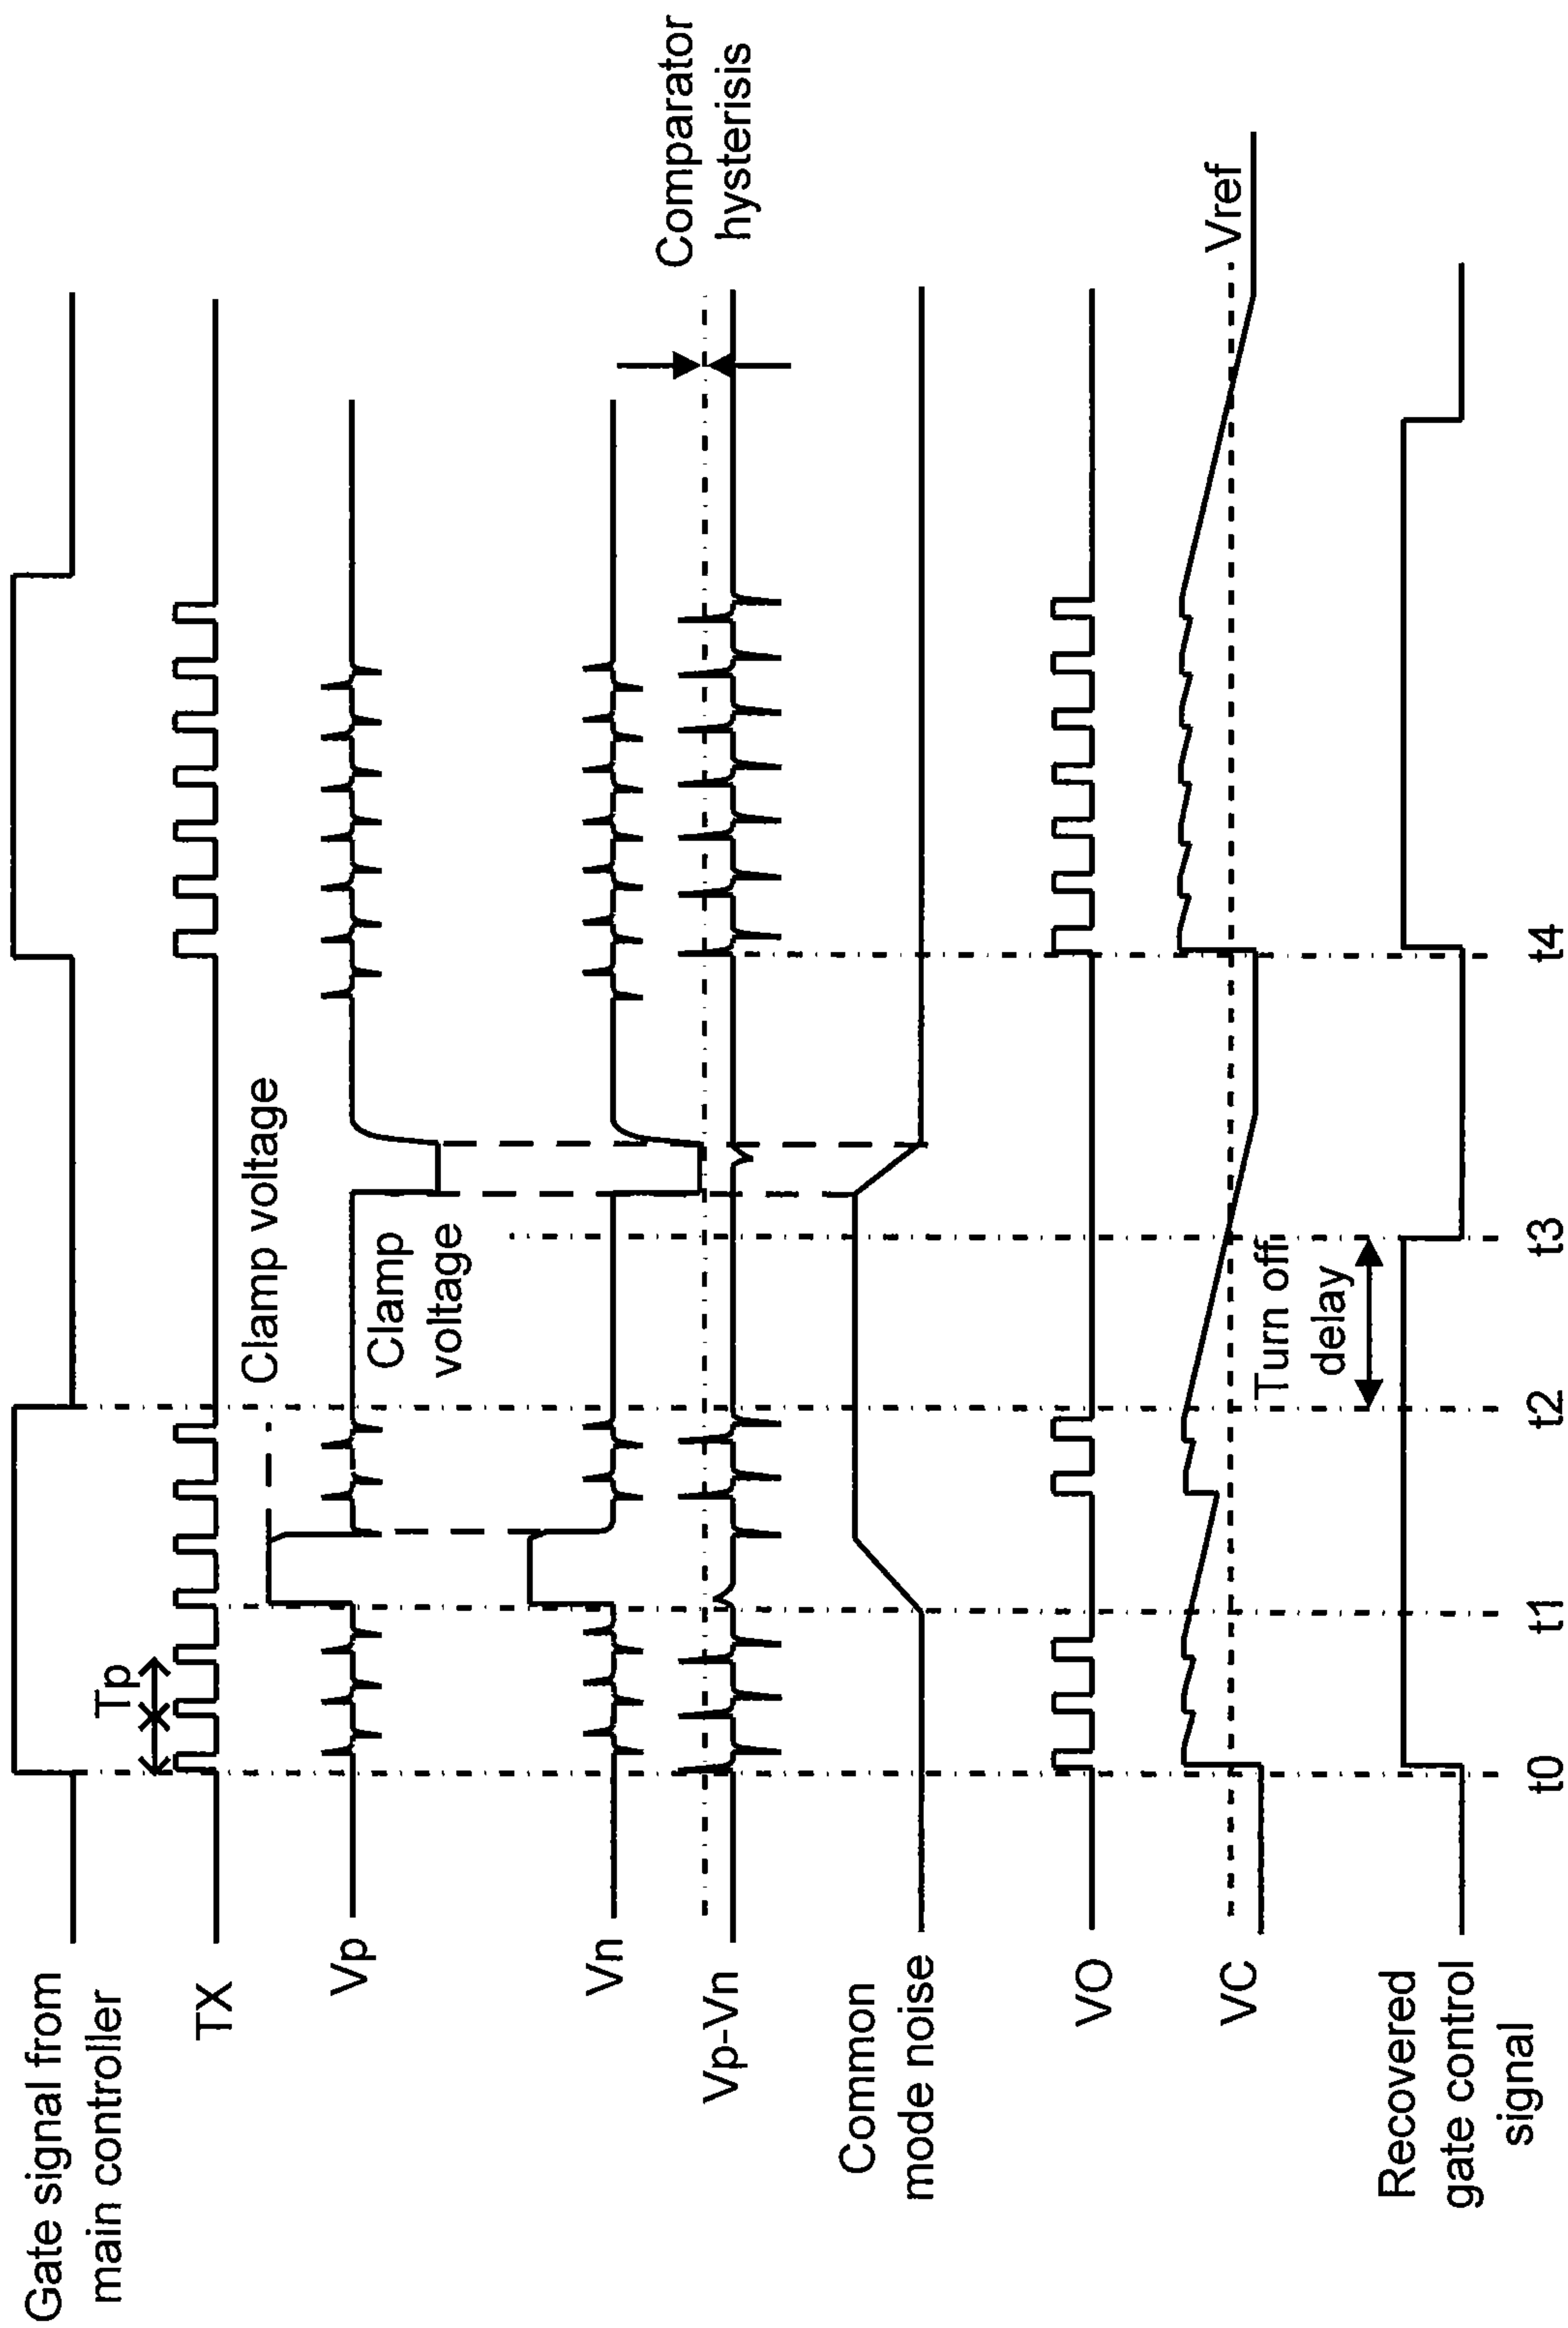 Gate signal from
main controller
Tp
TX
Clamp voltage
Vp
Clamp
voltage
Vn
Comparator
hysterisis
Vp-Vn
Common
mode noise
VO
Vref
VC
Turn off
delay
Recovered
gate control
signal
t0
t1
t2
t3
t4